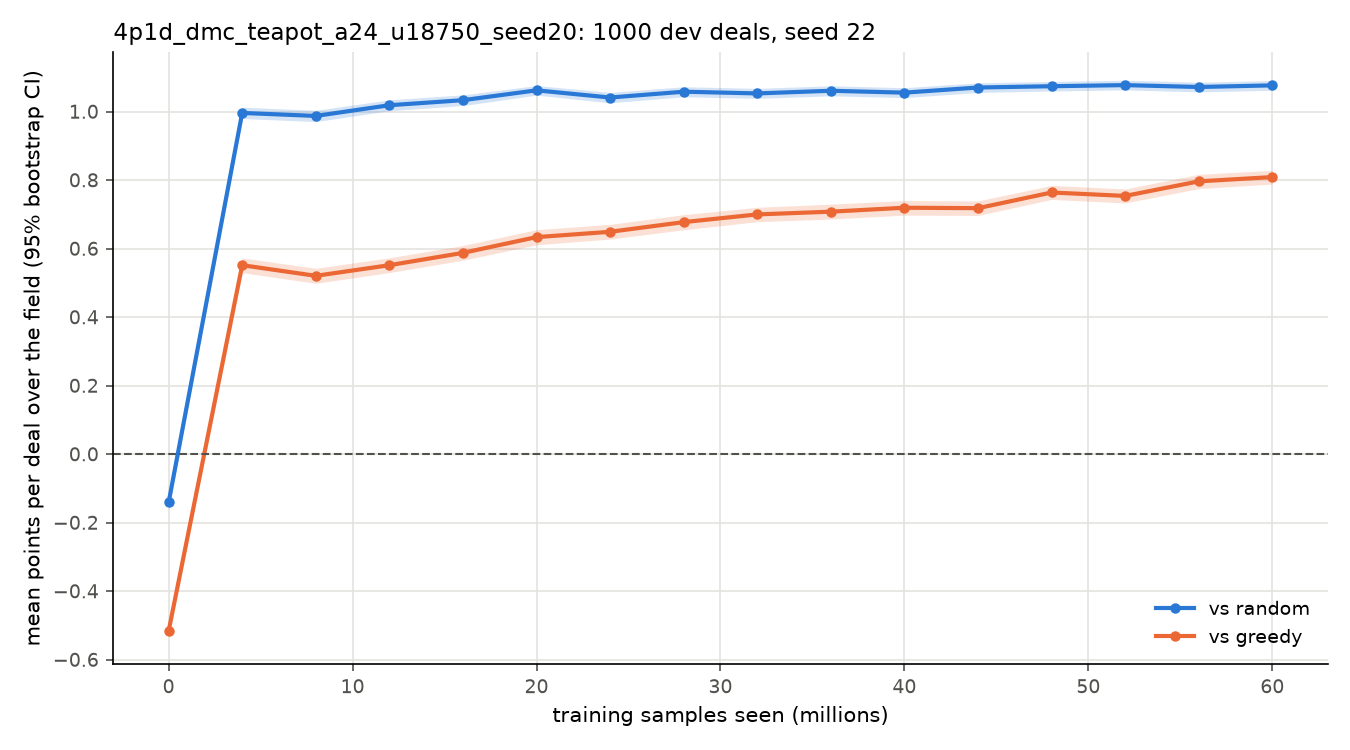 4p1d_dmc_teapot_a24_u18750_seed20: 1000 dev deals, seed 22
mean points per deal over the field (95% bootstrap CI)
1.0
0.8
0.6
0.4
0.2
0.0
−0.2
−0.4
−0.6
vs random
vs greedy
0 10 20 30 40 50 60
training samples seen (millions)